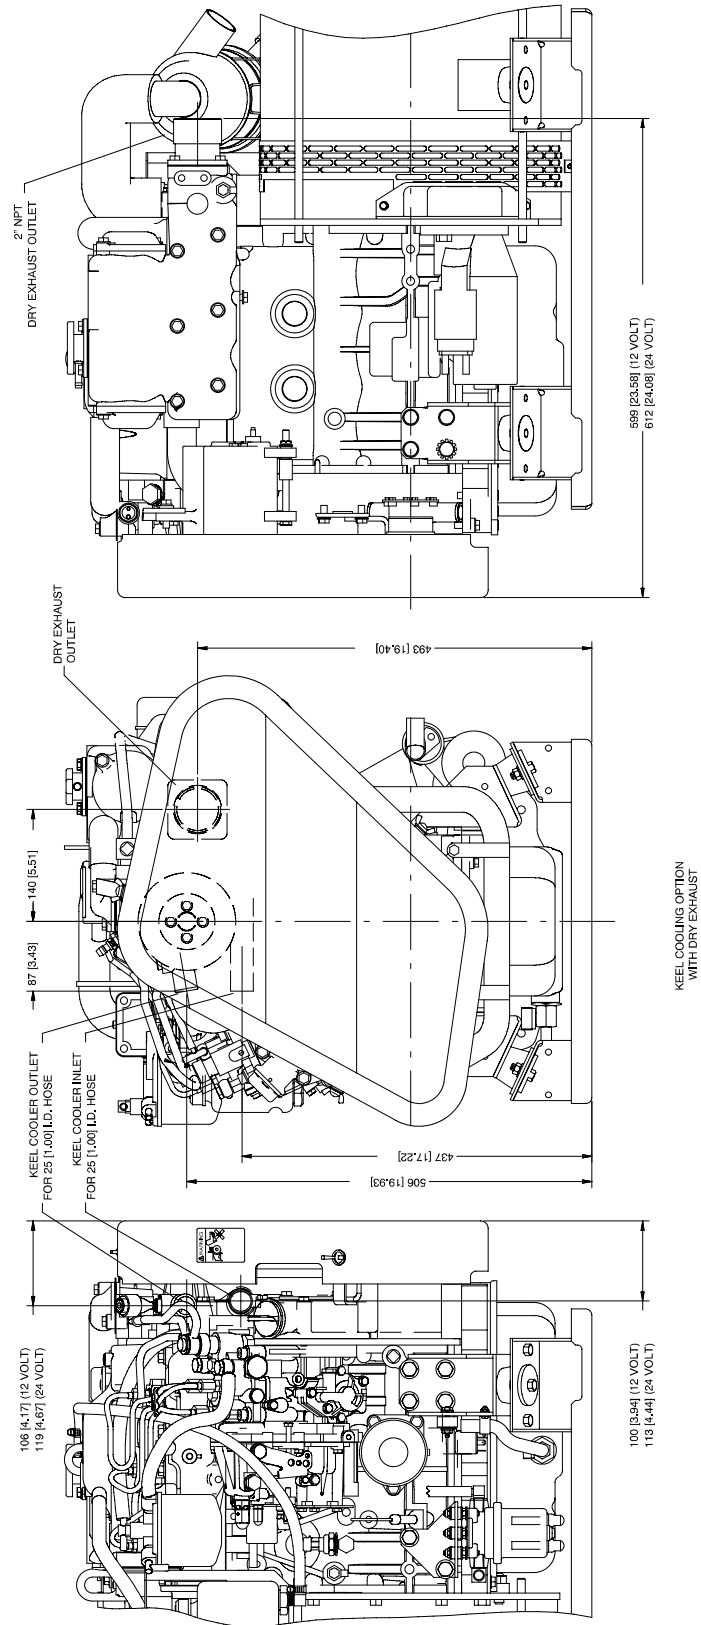 2" NPT
DRY EXHAUST OUTLET
599 [23.58] (12 VOLT)
612 [24.08] (24 VOLT)
DRY EXHAUST
OUTLET
493 [19.40]
140 [5.51]
87 [3.43]
KEEL COOLER OUTLET
FOR 25 [1.00] I.D. HOSE
KEEL COOLER INLET
FOR 25 [1.00] I.D. HOSE
437 [17.22]
506 [19.93]
KEEL COOLING OPTION
WITH DRY EXHAUST
WARNING
106 [4.17] (12 VOLT)
119 [4.67] (24 VOLT)
100 [3.94] (12 VOLT)
113 [4.44] (24 VOLT)